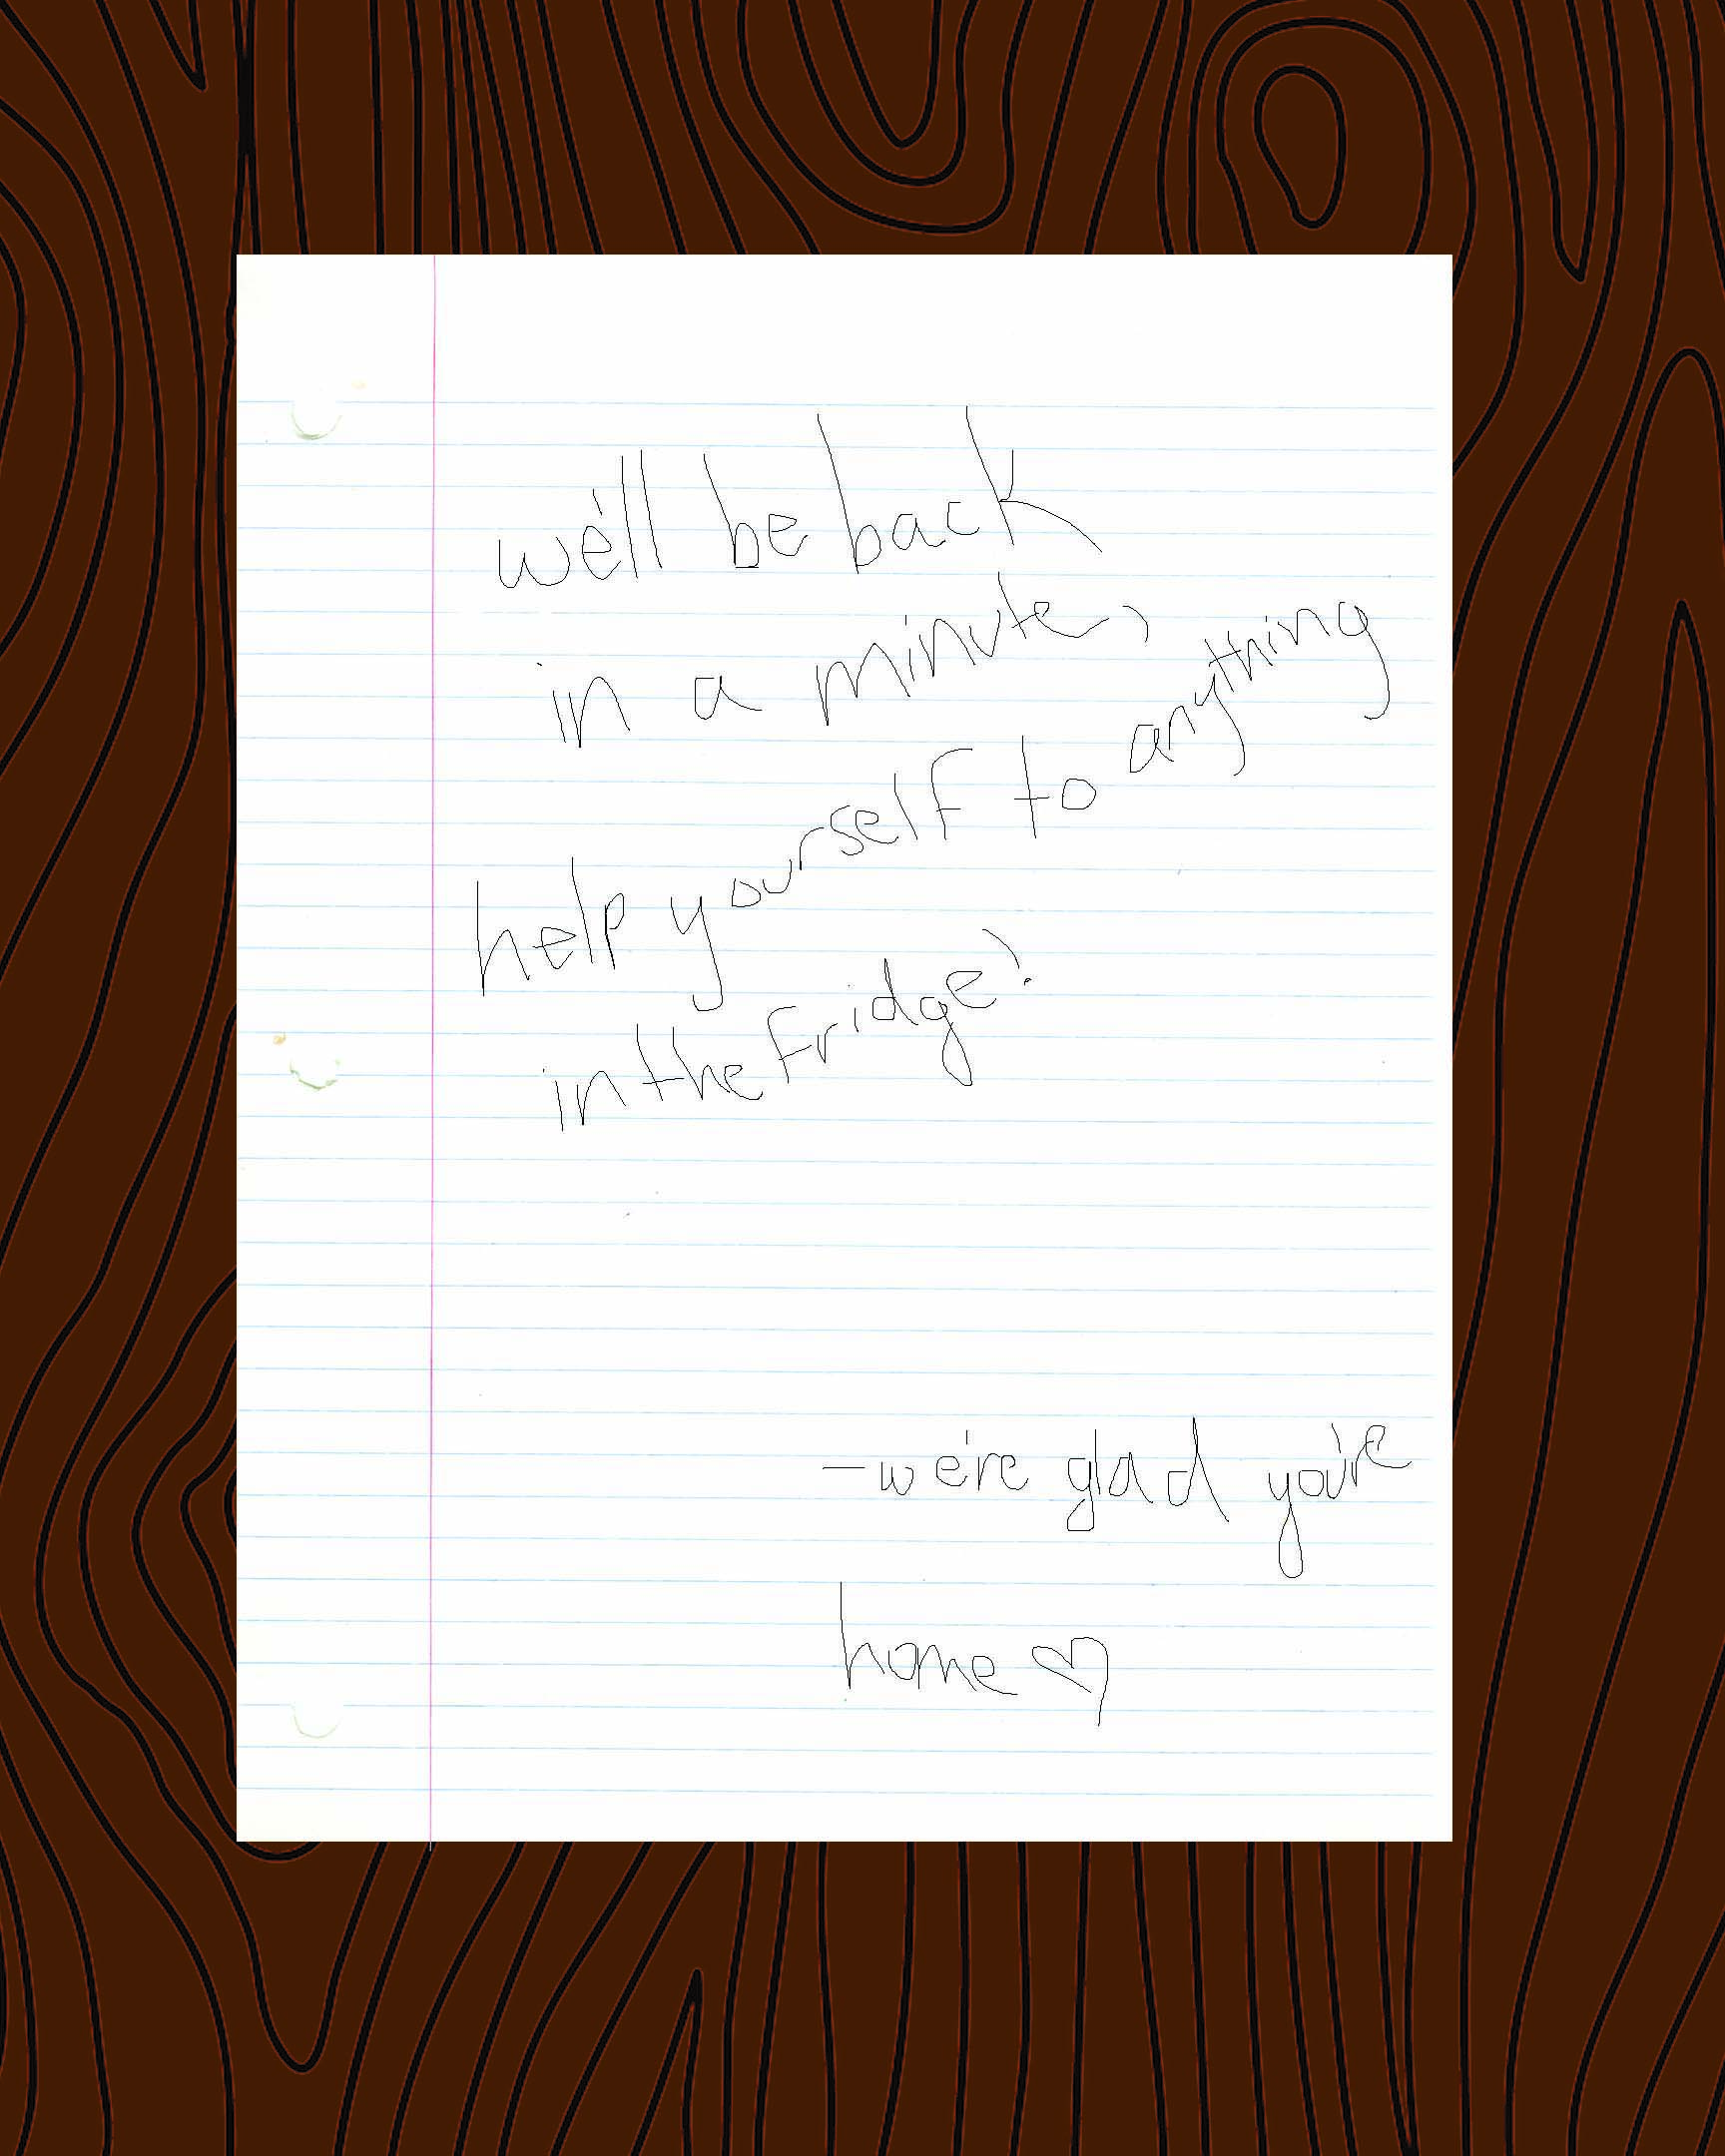 we'll be back
in a minute,
help yourself to anything
in the fridge!
-we're glad you're
home ♡